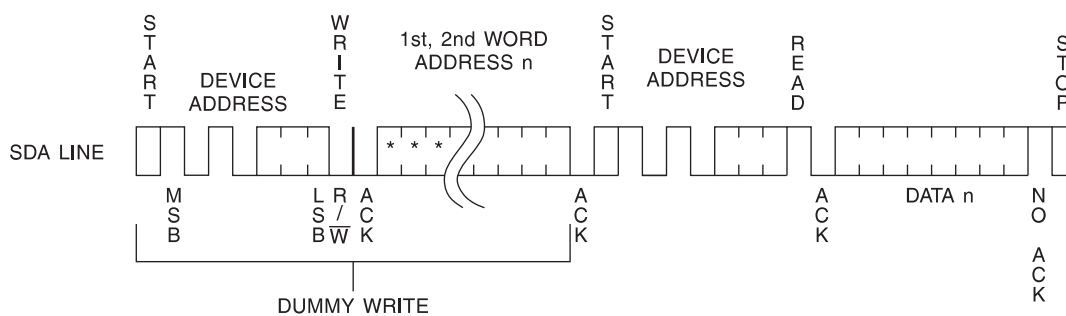 START
WRITE
1st, 2nd WORD
ADDRESS n
START
READ
STOP
DEVICE
ADDRESS
DEVICE
ADDRESS
SDA LINE
* * *
MSB
LSB
R/W
ACK
ACK
ACK
DATA n
NO ACK
DUMMY WRITE